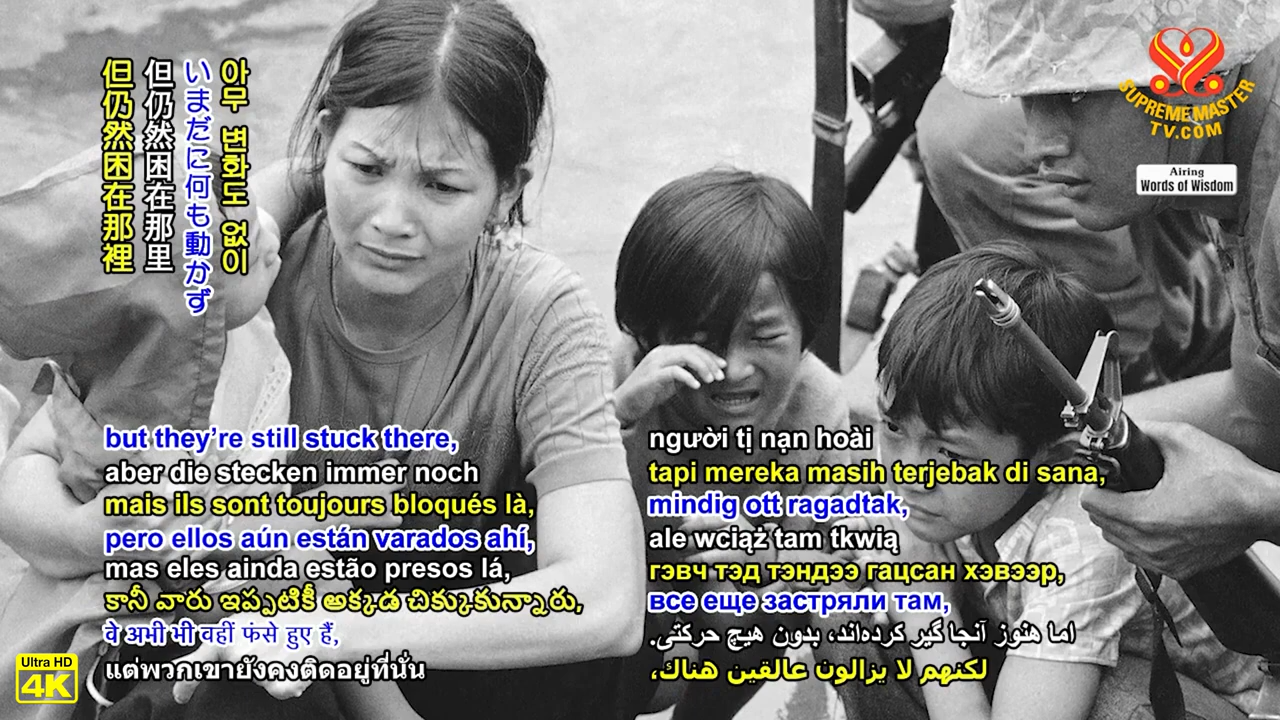 但仍然困在那裡
但仍然困在那里
いまだに何も動かず
아무 변화도 없이
SUPREME MASTER
TV.COM
Airing
Words of Wisdom
but they’re still stuck there,
aber die stecken immer noch
mais ils sont toujours bloqués là,
pero ellos aún están varados ahí,
mas eles ainda estão presos lá,
కానీ వారు ఇప్పటికీ అక్కడ చిక్కుకున్నారు,
वे अभी भी वहीं फंसे हुए हैं,
แต่พวกเขายังคงติดอยู่ที่นั่น
người tị nạn hoài
tapi mereka masih terjebak di sana,
mindig ott ragadtak,
ale wciąż tam tkwią
гэвч тэд тэндээ гацсан хэвээр,
все еще застряли там,
اما هنوز آنجا گیر کرده‌اند، بدون هیچ حرکتی.
لكنهم لا يزالون عالقين هناك،
Ultra HD
4K